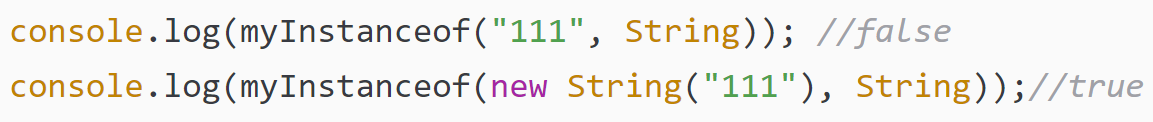 console.log(myInstanceof("111", String)); //false
console.log(myInstanceof(new String("111"), String));//true